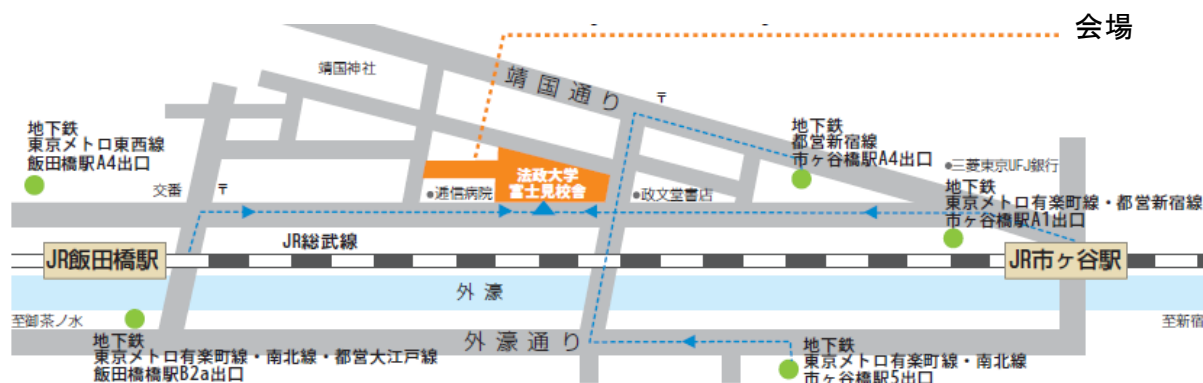 会場
靖国神社
靖国通り
〒
地下鉄
東京メトロ東西線
飯田橋駅A4出口
地下鉄
都営新宿線
市ヶ谷橋駅A4出口
●三菱東京UFJ銀行
地下鉄
東京メトロ有楽町線・都営新宿線
市ヶ谷橋駅A1出口
交番
〒
●逓信病院
法政大学
富士見校舎
●政文堂書店
JR総武線
JR飯田橋駅
JR市ヶ谷駅
外濠
至御茶ノ水
至新宿
外濠通り
地下鉄
東京メトロ有楽町線・南北線・都営大江戸線
飯田橋橋駅B2a出口
地下鉄
東京メトロ有楽町線・南北線
市ヶ谷橋駅5出口